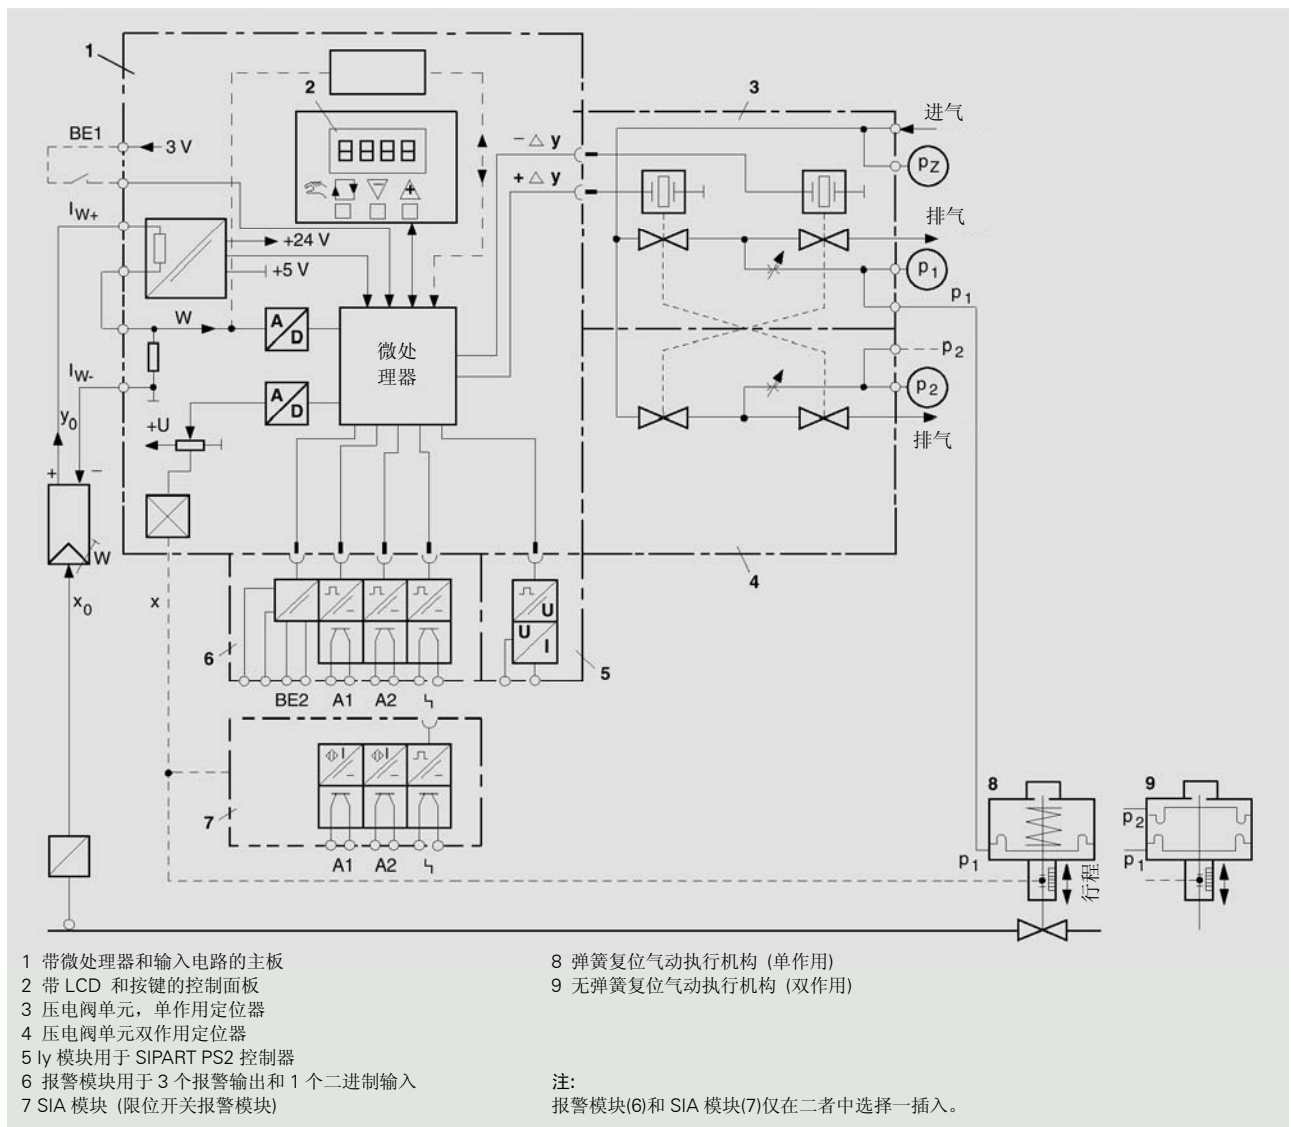 1
2
3
进气
BE1
3 V
− △ y
+ △ y
pZ
I W+
+24 V
+5 V
排气
p1
p1
W
A/D
微处
理器
p2
I W-
A/D
p2
y0
+U
排气
+
−
W
x0
x
4
U
U
I
6
5
BE2 A1 A2
I
I
7
A1 A2
8
9
p2
p1
p1
行程
1 带微处理器和输入电路的主板
2 带 LCD 和按键的控制面板
3 压电阀单元，单作用定位器
4 压电阀单元双作用定位器
5 Iy 模块用于 SIPART PS2 控制器
6 报警模块用于 3 个报警输出和 1 个二进制输入
7 SIA 模块 (限位开关报警模块)
8 弹簧复位气动执行机构 (单作用)
9 无弹簧复位气动执行机构 (双作用)
注:
报警模块(6)和 SIA 模块(7)仅在二者中选择一插入。